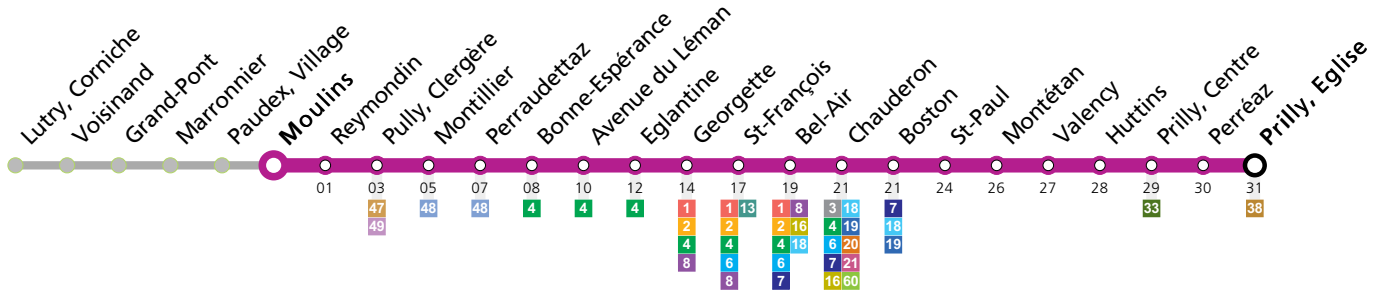 Lutry, Corniche
Voisinand
Grand-Pont
Marronnier
Paudex, Village
Moulins
Reymondin
Pully, Clergère
Montillier
Perraudettaz
Bonne-Espérance
Avenue du Léman
Eglantine
Georgette
St-François
Bel-Air
Chauderon
Boston
St-Paul
Montétan
Valency
Huttins
Prilly, Centre
Perréaz
Prilly, Eglise
01 03 05 07 08 10 12 14 17 19 21 21 24 26 27 28 29 30 31
47 48 48 4 4 4 1 1 13 1 8 3 18 7 33 38
49 2 2 2 16 4 19 18
4 4 4 18 6 20 19
8 6 6 7 21
8 7 16 60